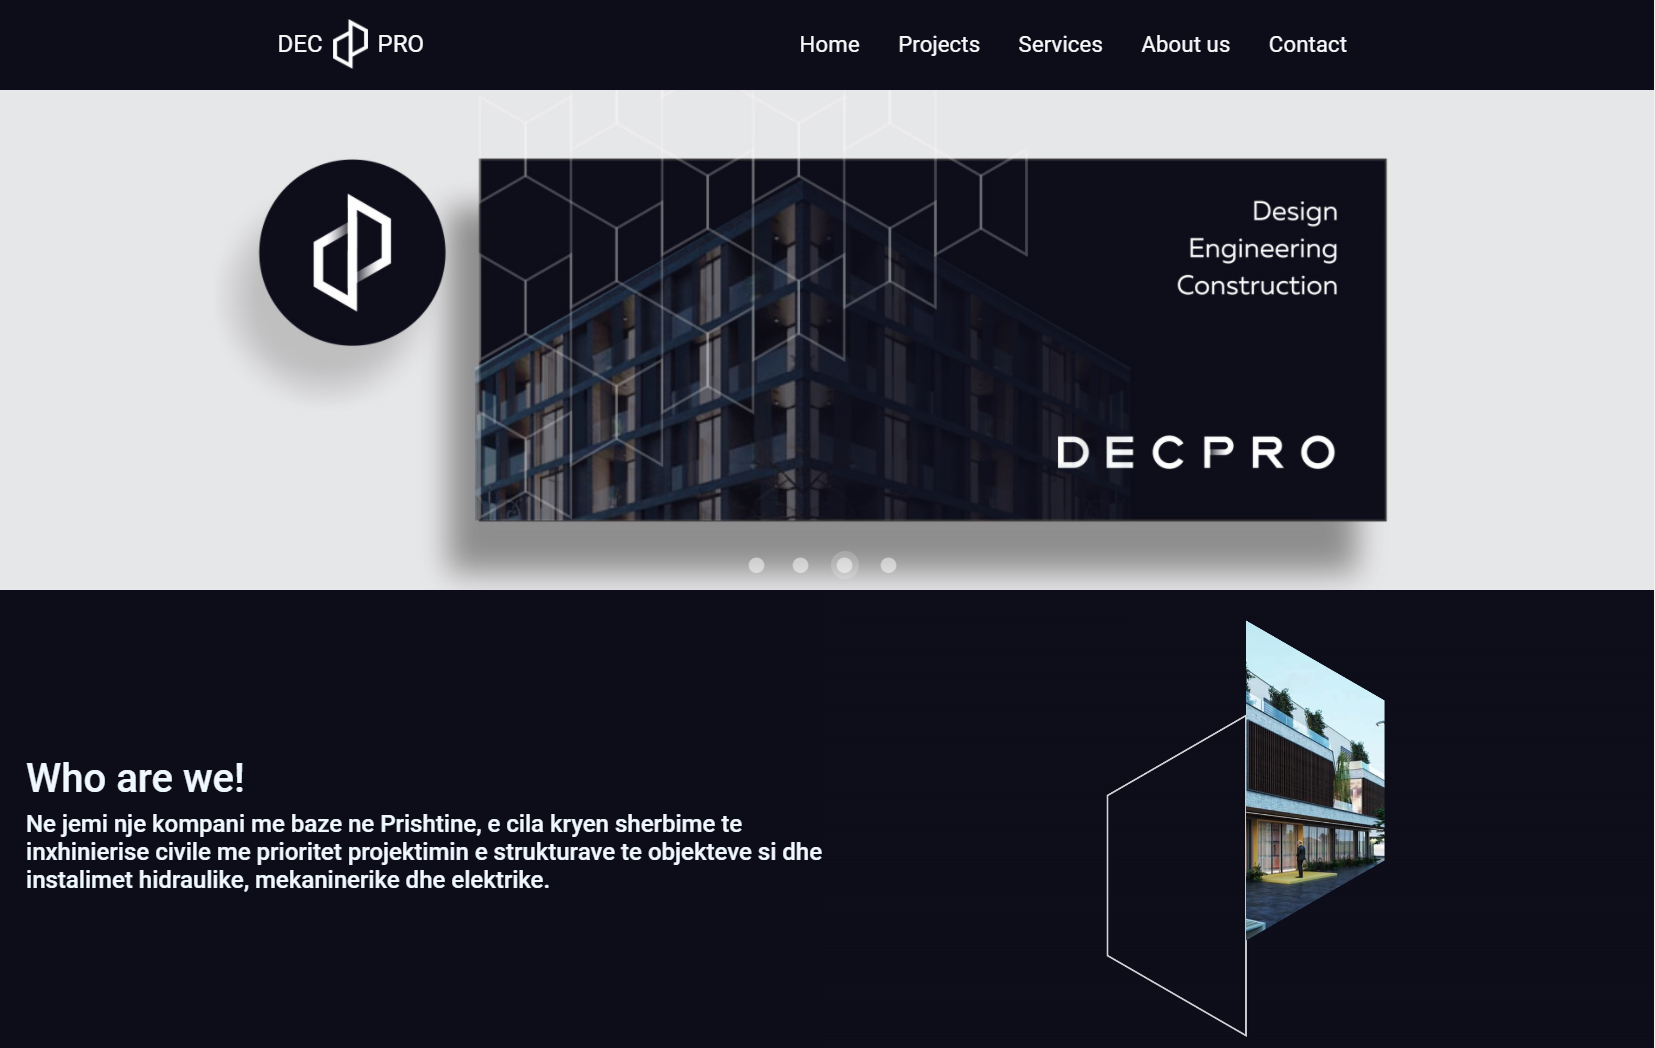 DEC PRO
Home Projects Services About us Contact
Design
Engineering
Construction
DECPRO
Who are we!
Ne jemi nje kompani me baze ne Prishtine, e cila kryen sherbime te
inxhinierise civile me prioritet projektimin e strukturave te objekteve si dhe
instalimet hidraulike, mekaninerike dhe elektrike.